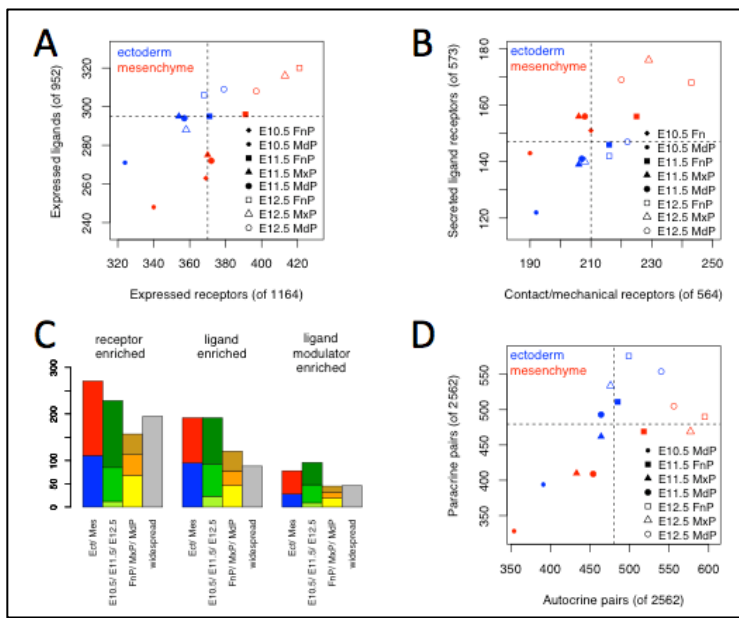 A
ectoderm
mesenchyme
Expressed ligands (of 952)
320
300
280
260
240
320 340 360 380 400 420
Expressed receptors (of 1164)
E10.5 FnP
E10.5 MdP
E11.5 FnP
E11.5 MxP
E11.5 MdP
E12.5 FnP
E12.5 MxP
E12.5 MdP
B
ectoderm
mesenchyme
Secreted ligand receptors (of 573)
180
160
140
120
190 210 230 250
Contact/mechanical receptors (of 564)
E10.5 Fn
E10.5 MdP
E11.5 FnP
E11.5 MxP
E11.5 MdP
E12.5 FnP
E12.5 MxP
E12.5 MdP
C
receptor
enriched
ligand
enriched
ligand
modulator
enriched
300
200
100
50
0
Ect/ Mes
E10.5/ E11.5/ E12.5
FnP/ MxP/ MdP
widespread
Ect/ Mes
E10.5/ E11.5/ E12.5
FnP/ MxP/ MdP
widespread
Ect/ Mes
E10.5/ E11.5/ E12.5
FnP/ MxP/ MdP
widespread
D
ectoderm
mesenchyme
Paracrine pairs (of 2562)
550
500
450
400
350
350 400 450 500 550 600
Autocrine pairs (of 2562)
E10.5 MdP
E11.5 FnP
E11.5 MxP
E11.5 MdP
E12.5 FnP
E12.5 MxP
E12.5 MdP